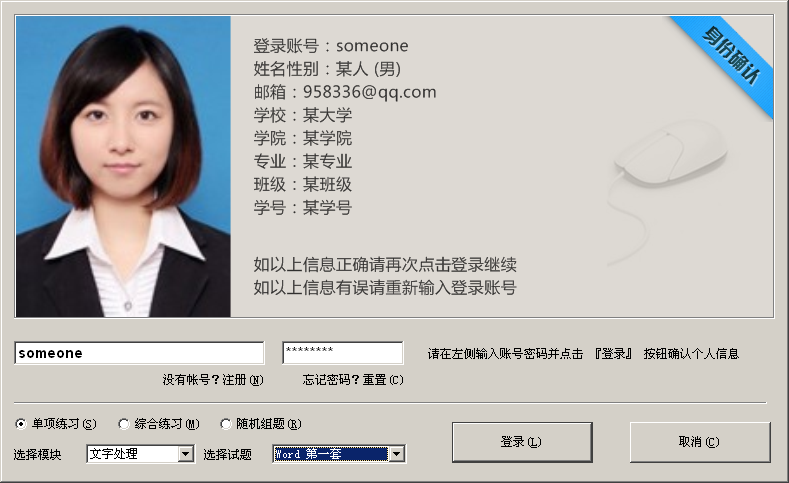 身份确认
登录账号：someone
姓名性别：某人 (男)
邮箱：958336@qq.com
学校：某大学
学院：某学院
专业：某专业
班级：某班级
学号：某学号
如以上信息正确请再次点击登录继续
如以上信息有误请重新输入登录账号
someone ******** 请在左侧输入账号密码并点击 『登录』 按钮确认个人信息
没有帐号？注册(N) 忘记密码？重置(C)
单项练习(S) 综合练习(M) 随机组题(R)
选择模块 文字处理 选择试题 Word 第一套 登录(L) 取消(C)